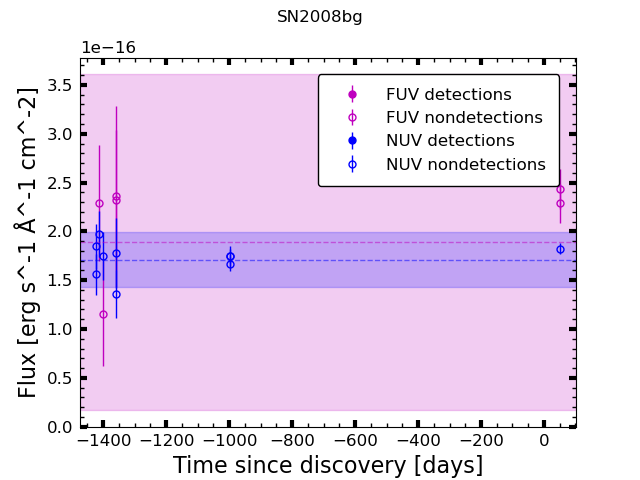 SN2008bg
1e−16
FUV detections
FUV nondetections
NUV detections
NUV nondetections
3.5
3.0
2.5
2.0
1.5
1.0
0.5
0.0
Flux [erg s^-1 Å^-1 cm^-2]
−1400 −1200 −1000 −800 −600 −400 −200 0
Time since discovery [days]